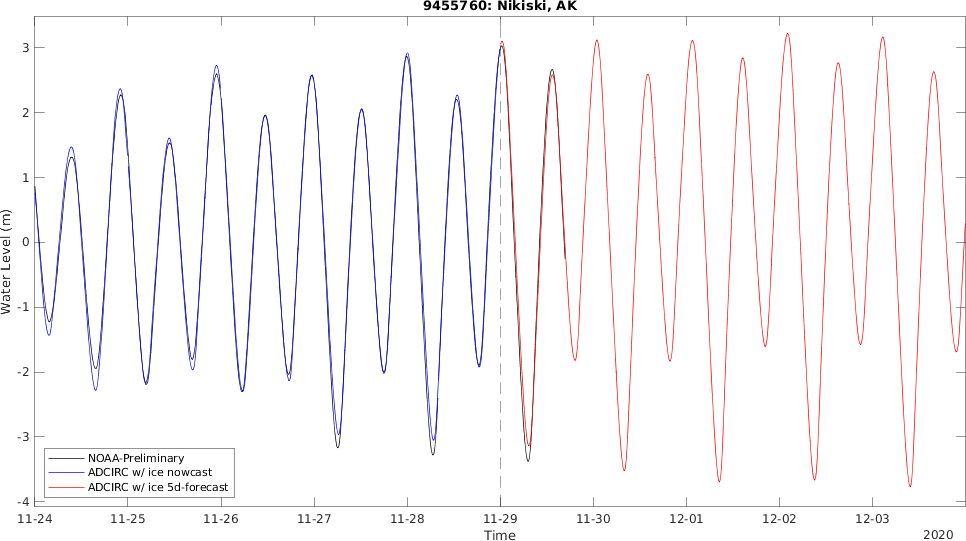 9455760: Nikiski, AK
Water Level (m)
3
2
1
0
-1
-2
-3
-4
NOAA-Preliminary
ADCIRC w/ ice nowcast
ADCIRC w/ ice 5d-forecast
11-24 11-25 11-26 11-27 11-28 11-29 11-30 12-01 12-02 12-03
Time
2020